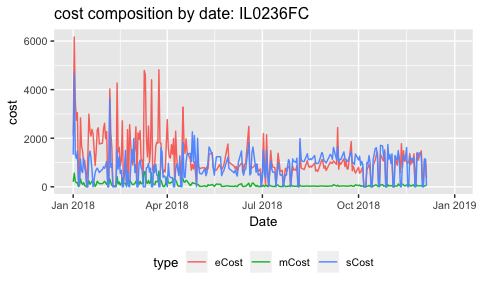 cost composition by date: IL0236FC
6000
4000
2000
0
cost
Jan 2018
Apr 2018
Jul 2018
Oct 2018
Jan 2019
Date
type
eCost
mCost
sCost